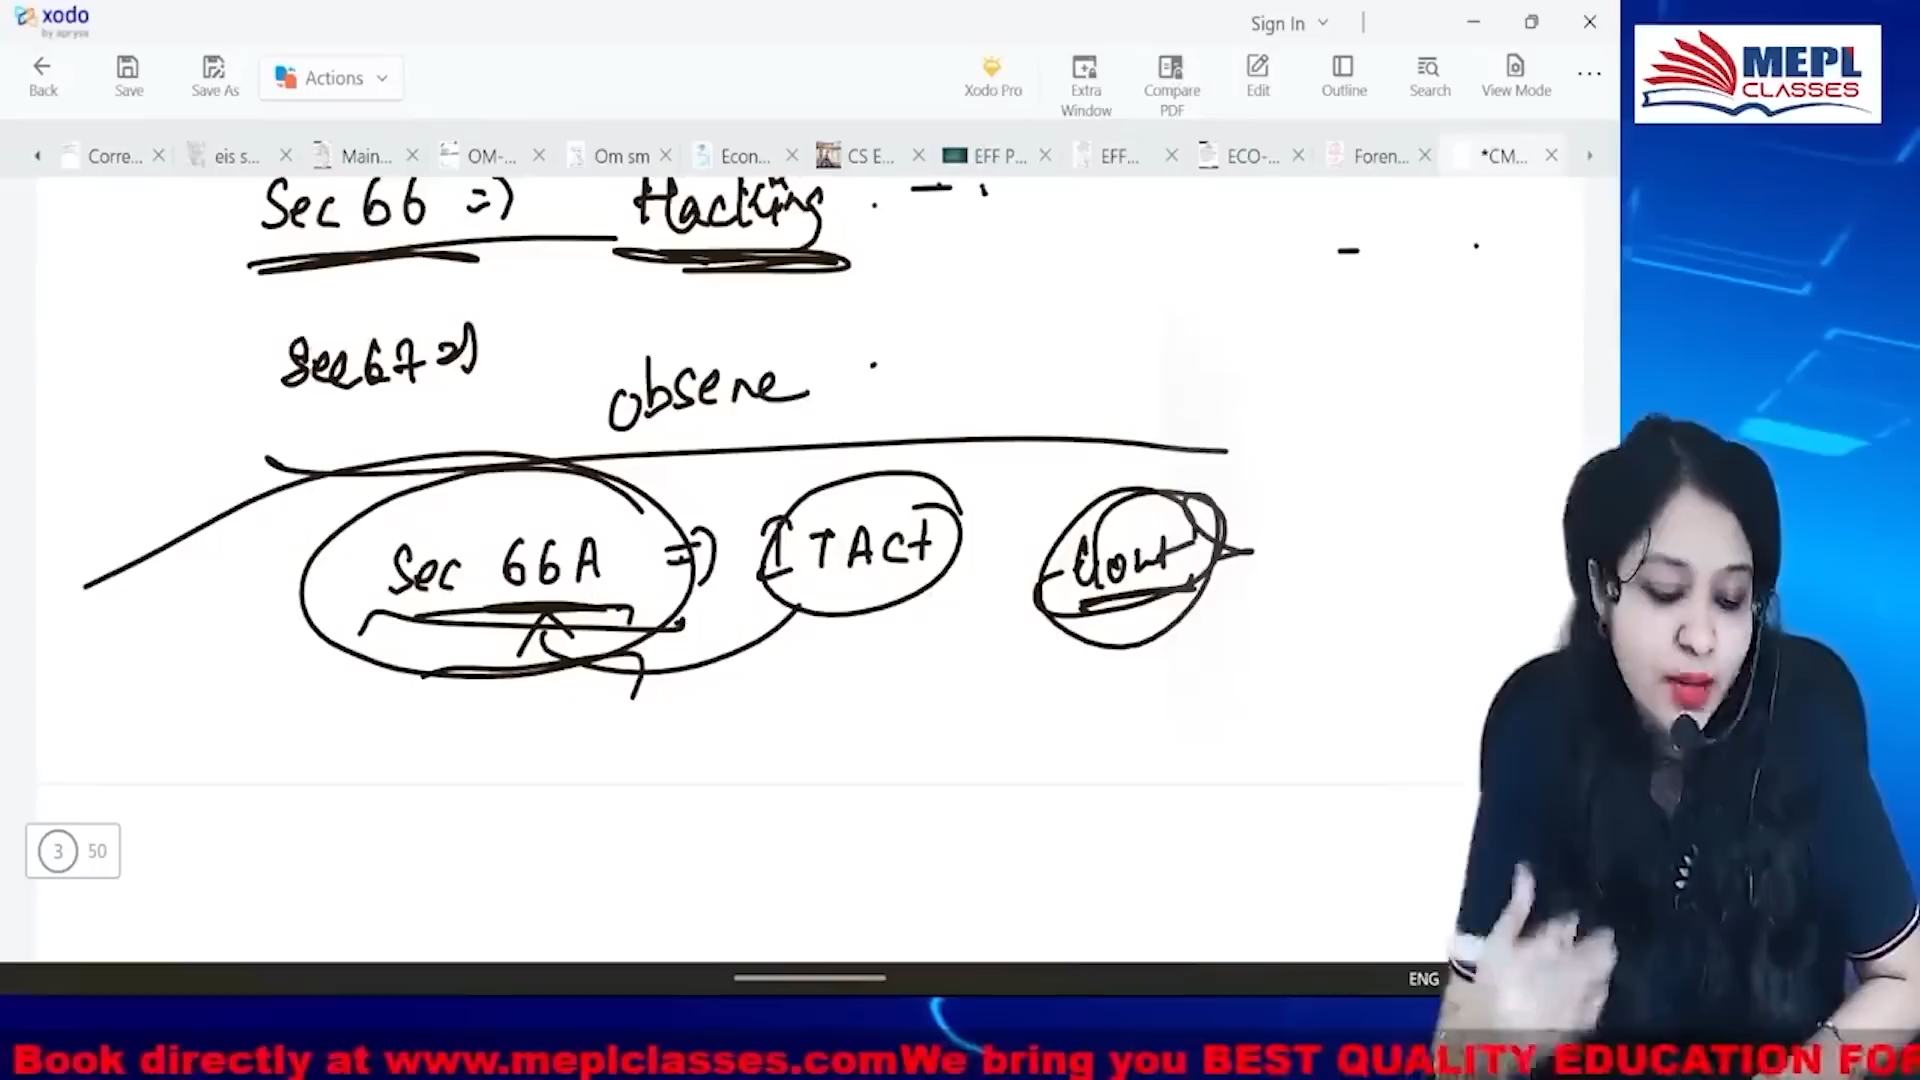 xodo
by apryse
Sign In
Back
Save
Save As
Actions
Xodo Pro
Extra Window
Compare PDF
Edit
Outline
Search
View Mode
Corre...
eis s...
Main...
OM-...
Om sm
Econ...
CS E...
EFF P...
EFF...
ECO-...
Foren...
*CM...
MEPL
CLASSES
Sec 66 => Hacking
Sec 67 =>
obsene
Sec 66A => ITAct
3 50
ENG
Book directly at www.meplclasses.comWe bring you BEST QUALITY EDUCATION FOR